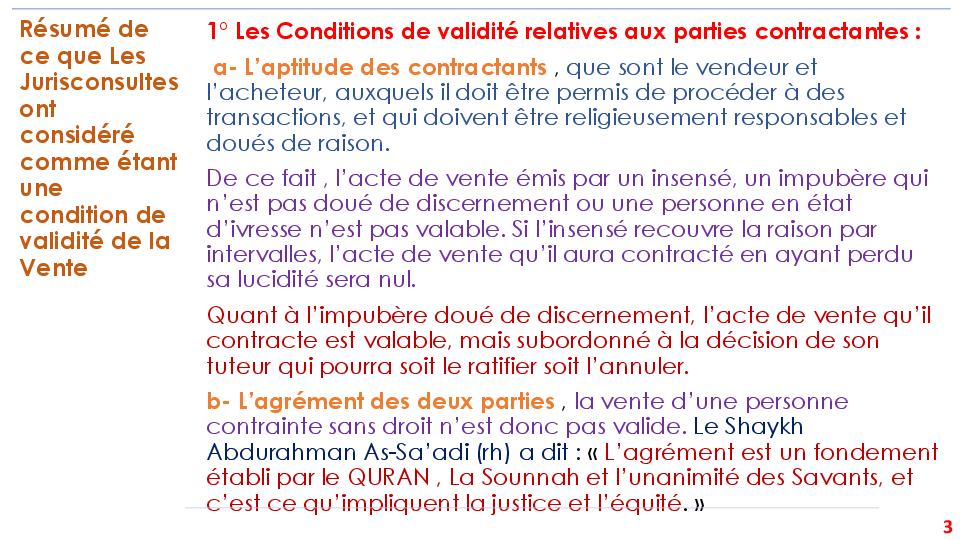 Résumé de
ce que Les
Jurisconsultes
ont
considéré
comme étant
une
condition de
validité de la
Vente
1° Les Conditions de validité relatives aux parties contractantes :
a- L’aptitude des contractants , que sont le vendeur et
l’acheteur, auxquels il doit être permis de procéder à des
transactions, et qui doivent être religieusement responsables et
doués de raison.
De ce fait , l’acte de vente émis par un insensé, un impubère qui
n’est pas doué de discernement ou une personne en état
d’ivresse n’est pas valable. Si l’insensé recouvre la raison par
intervalles, l’acte de vente qu’il aura contracté en ayant perdu
sa lucidité sera nul.
Quant à l’impubère doué de discernement, l’acte de vente qu’il
contracte est valable, mais subordonné à la décision de son
tuteur qui pourra soit le ratifier soit l’annuler.
b- L’agrément des deux parties , la vente d’une personne
contrainte sans droit n’est donc pas valide. Le Shaykh
Abdurahman As-Sa’adi (rh) a dit : « L’agrément est un fondement
établi par le QURAN , La Sounnah et l’unanimité des Savants, et
c’est ce qu’impliquent la justice et l’équité. »
3